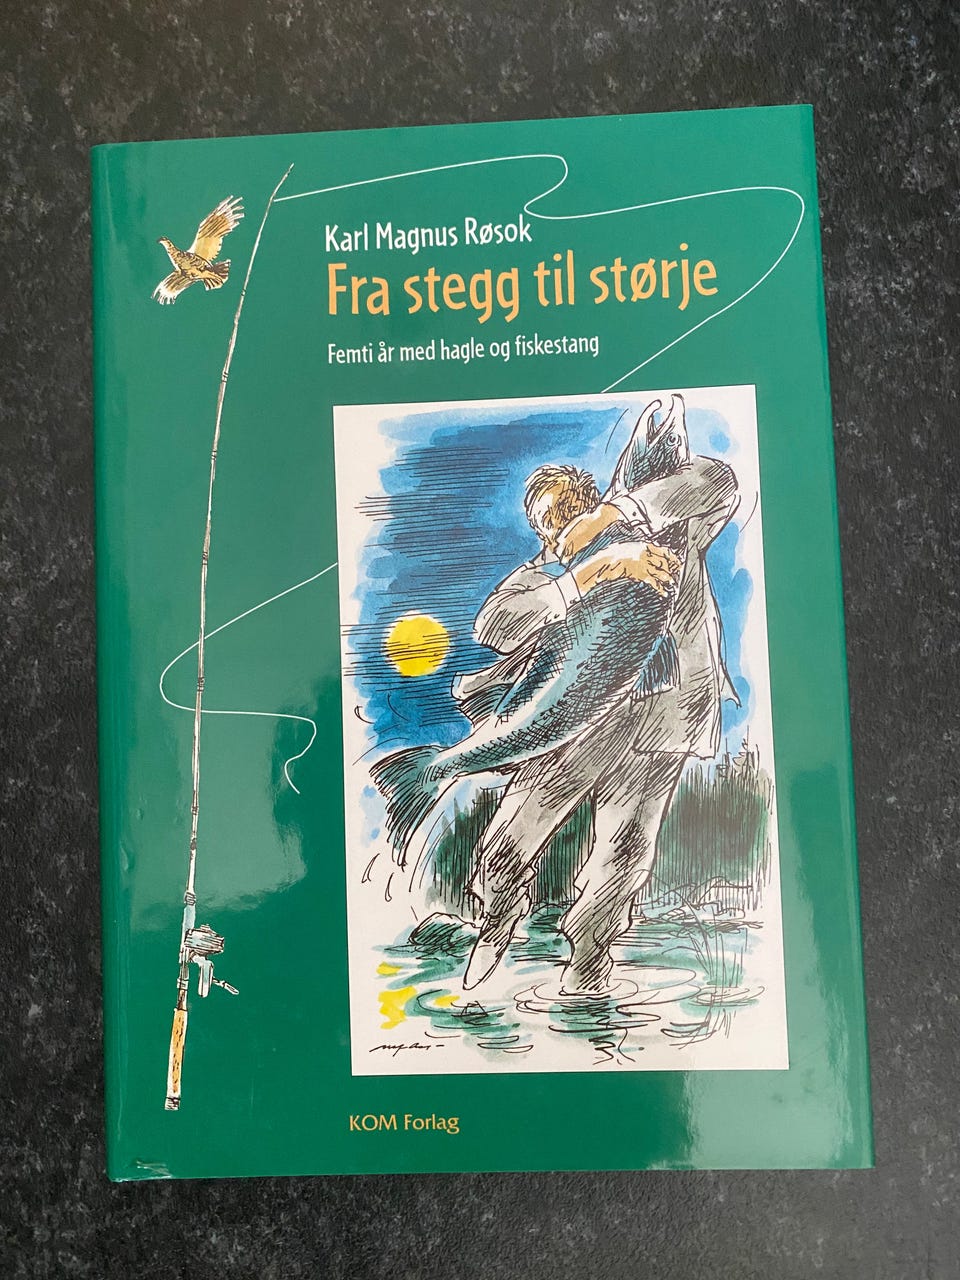 Karl Magnus Røsok
Fra stegg til størje
Femti år med hagle og fiskestang
KOM Forlag